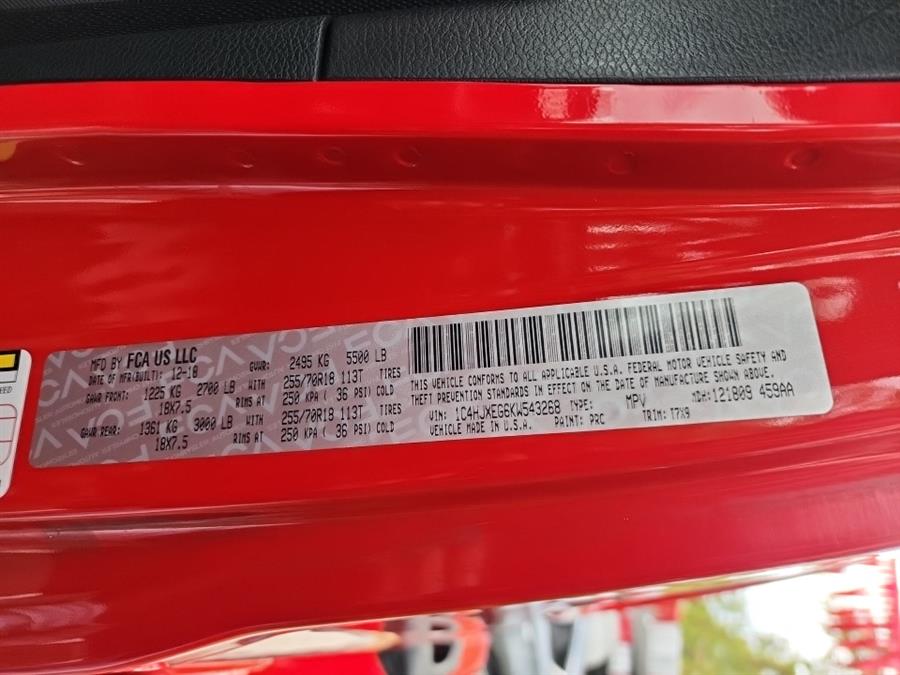 MFD BY FCA US LLC
DATE OF MFR(BUILT): 12-18 GVWR: 2495 KG 5500 LB
GAWR FRONT: 1225 KG 2700 LB WITH 255/70R18 113T TIRES
18X7.5 RIMS AT 250 KPA ( 36 PSI) COLD
GAWR REAR: 1361 KG 3000 LB WITH 255/70R18 113T TIRES
18X7.5 RIMS AT 250 KPA ( 36 PSI) COLD
THIS VEHICLE CONFORMS TO ALL APPLICABLE U.S.A. FEDERAL MOTOR VEHICLE SAFETY AND
THEFT PREVENTION STANDARDS IN EFFECT ON THE DATE OF MANUFACTURE SHOWN ABOVE.
VIN: 1C4HJXEG8KW543268 TYPE: MPV MDH: 121809 459AA
VEHICLE MADE IN U.S.A. PAINT: PRC TRIM: T7X9